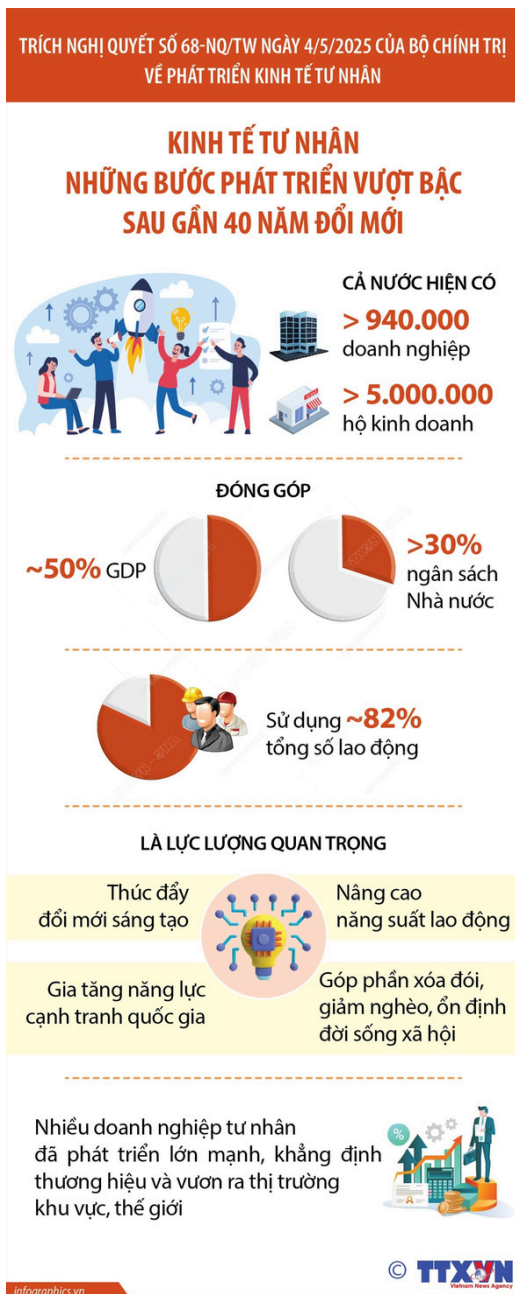 TRÍCH NGHỊ QUYẾT SỐ 68-NQ/TW NGÀY 4/5/2025 CỦA BỘ CHÍNH TRỊ
VỀ PHÁT TRIỂN KINH TẾ TƯ NHÂN
KINH TẾ TƯ NHÂN
NHỮNG BƯỚC PHÁT TRIỂN VƯỢT BẬC
SAU GẦN 40 NĂM ĐỔI MỚI
CẢ NƯỚC HIỆN CÓ
> 940.000
doanh nghiệp
> 5.000.000
hộ kinh doanh
ĐÓNG GÓP
~50% GDP
>30%
ngân sách
Nhà nước
Sử dụng ~82%
tổng số lao động
LÀ LỰC LƯỢNG QUAN TRỌNG
Thúc đẩy
đổi mới sáng tạo
Nâng cao
năng suất lao động
Gia tăng năng lực
cạnh tranh quốc gia
Góp phần xóa đói,
giảm nghèo, ổn định
đời sống xã hội
Nhiều doanh nghiệp tư nhân
đã phát triển lớn mạnh, khẳng định
thương hiệu và vươn ra thị trường
khu vực, thế giới
%
© TTXVN
Vietnam News Agency
infographics.vn